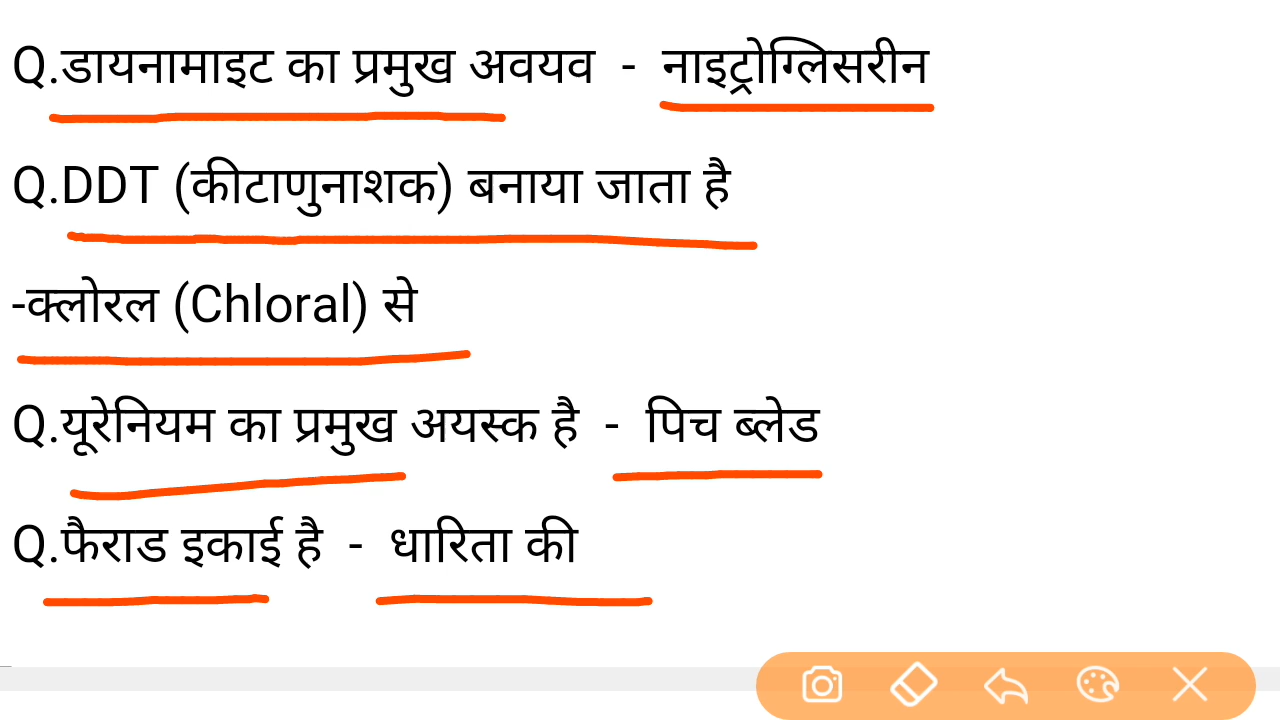 Q.डायनामाइट का प्रमुख अवयव - नाइट्रोग्लिसरीन
Q.DDT (कीटाणुनाशक) बनाया जाता है
-क्लोरल (Chloral) से
Q.यूरेनियम का प्रमुख अयस्क है - पिच ब्लेड
Q.फैराड इकाई है - धारिता की